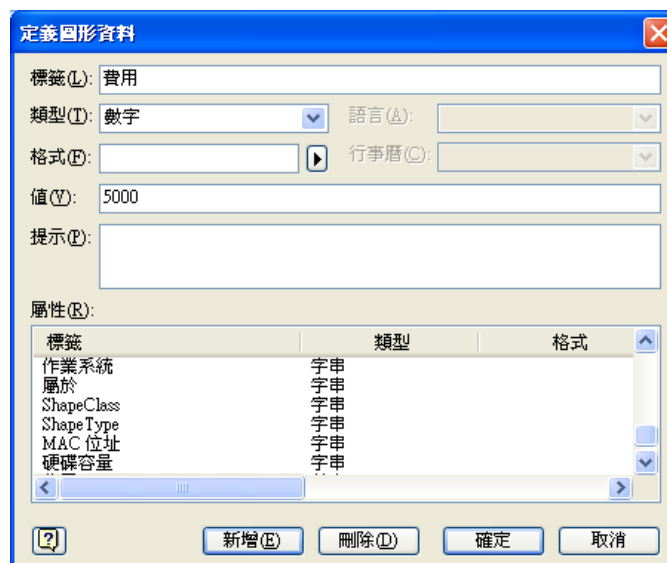 定義圖形資料
標籤(L): 費用
類型(T): 數字 語言(A):
格式(F): 行事曆(C):
值(V): 5000
提示(P):
屬性(R):
標籤 類型 格式
作業系統 字串
屬於 字串
ShapeClass 字串
ShapeType 字串
MAC 位址 字串
硬碟容量 字串
新增(E) 刪除(D) 確定 取消